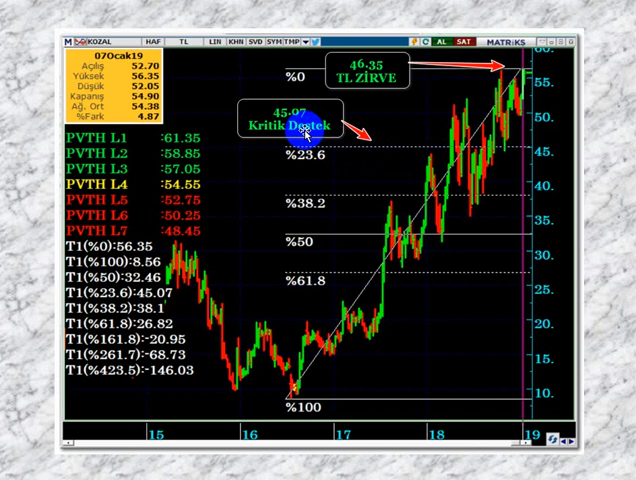 KOZAL HAF TL LIN KHN SVD SYM TMP AL SAT MATRİKS
07Ocak19
Açılış 52.70
Yüksek 56.35
Düşük 52.05
Kapanış 54.90
Ağ. Ort 54.38
%Fark 4.87
46.35
TL ZİRVE
45.07
Kritik Destek
PVTH L1 :61.35
PVTH L2 :58.85
PVTH L3 :57.05
PVTH L4 :54.55
PVTH L5 :52.75
PVTH L6 :50.25
PVTH L7 :48.45
T1(%0):56.35
T1(%100):8.56
T1(%50):32.46
T1(%23.6):45.07
T1(%38.2):38.1
T1(%61.8):26.82
T1(%161.8):-20.95
T1(%261.7):-68.73
T1(%423.5):-146.03
%0
%23.6
%38.2
%50
%61.8
%100
60.
55.
50.
45.
40.
35.
30.
25.
20.
15.
10.
15 16 17 18 19